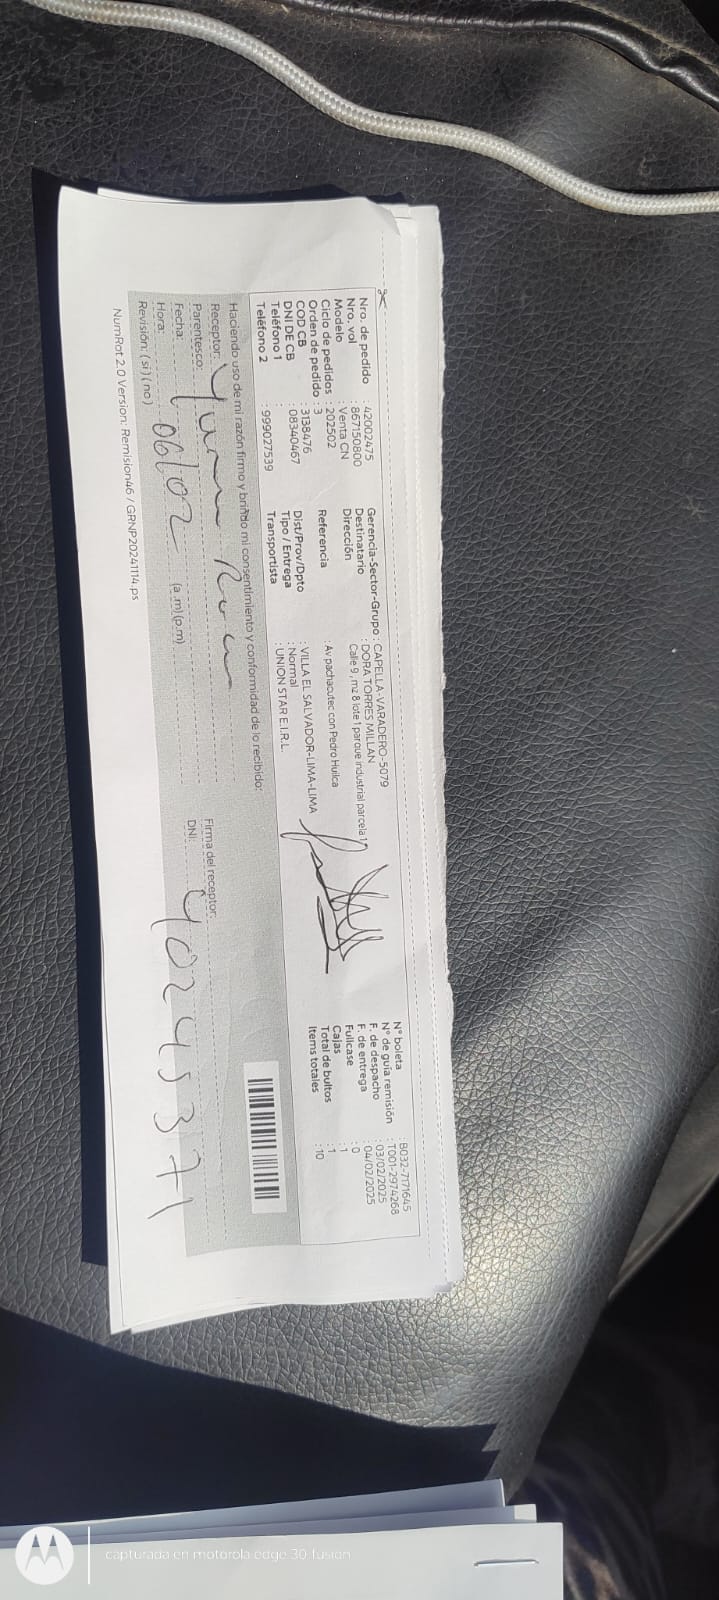 Nro. de pedido : 42002475
Nro. vol : 867150800
Modelo : Venta CN
Ciclo de pedidos : 202502
Orden de pedido : 3
COD CB : 3138476
DNI DE CB : 08340467
Teléfono 1
Teléfono 2 : 999027539
Gerencia-Sector-Grupo : CAPELLA-VARADERO-5079
Destinatario : DORA TORRES MILLAN
Dirección : Calle 9 , mz 8 lote 1 parque industrial parcela 1
Referencia : Av pachacutec con Pedro Huilca
Dist/Prov/Dpto : VILLA EL SALVADOR-LIMA-LIMA
Tipo / Entrega : Normal
Transportista : UNION STAR E.I.R.L.
N° boleta : B032-7171645
N° de guía remisión : T001-2974268
F. de despacho : 03/02/2025
F. de entrega : 04/02/2025
Fullcase : 0
Cajas : 1
Total de bultos : 1
Items totales : 10
Haciendo uso de mi razón firmo y brindo mi consentimiento y conformidad de lo recibido:
Receptor:
Parentesco:
Fecha: 06/02
Hora: (a .m) (p.m)
Revisión: ( si ) ( no )
Firma del receptor:
DNI: 40245371
NumRot 2.0 Version: Remision46 / GRNP20241114.ps
capturada en motorola edge 30 fusion